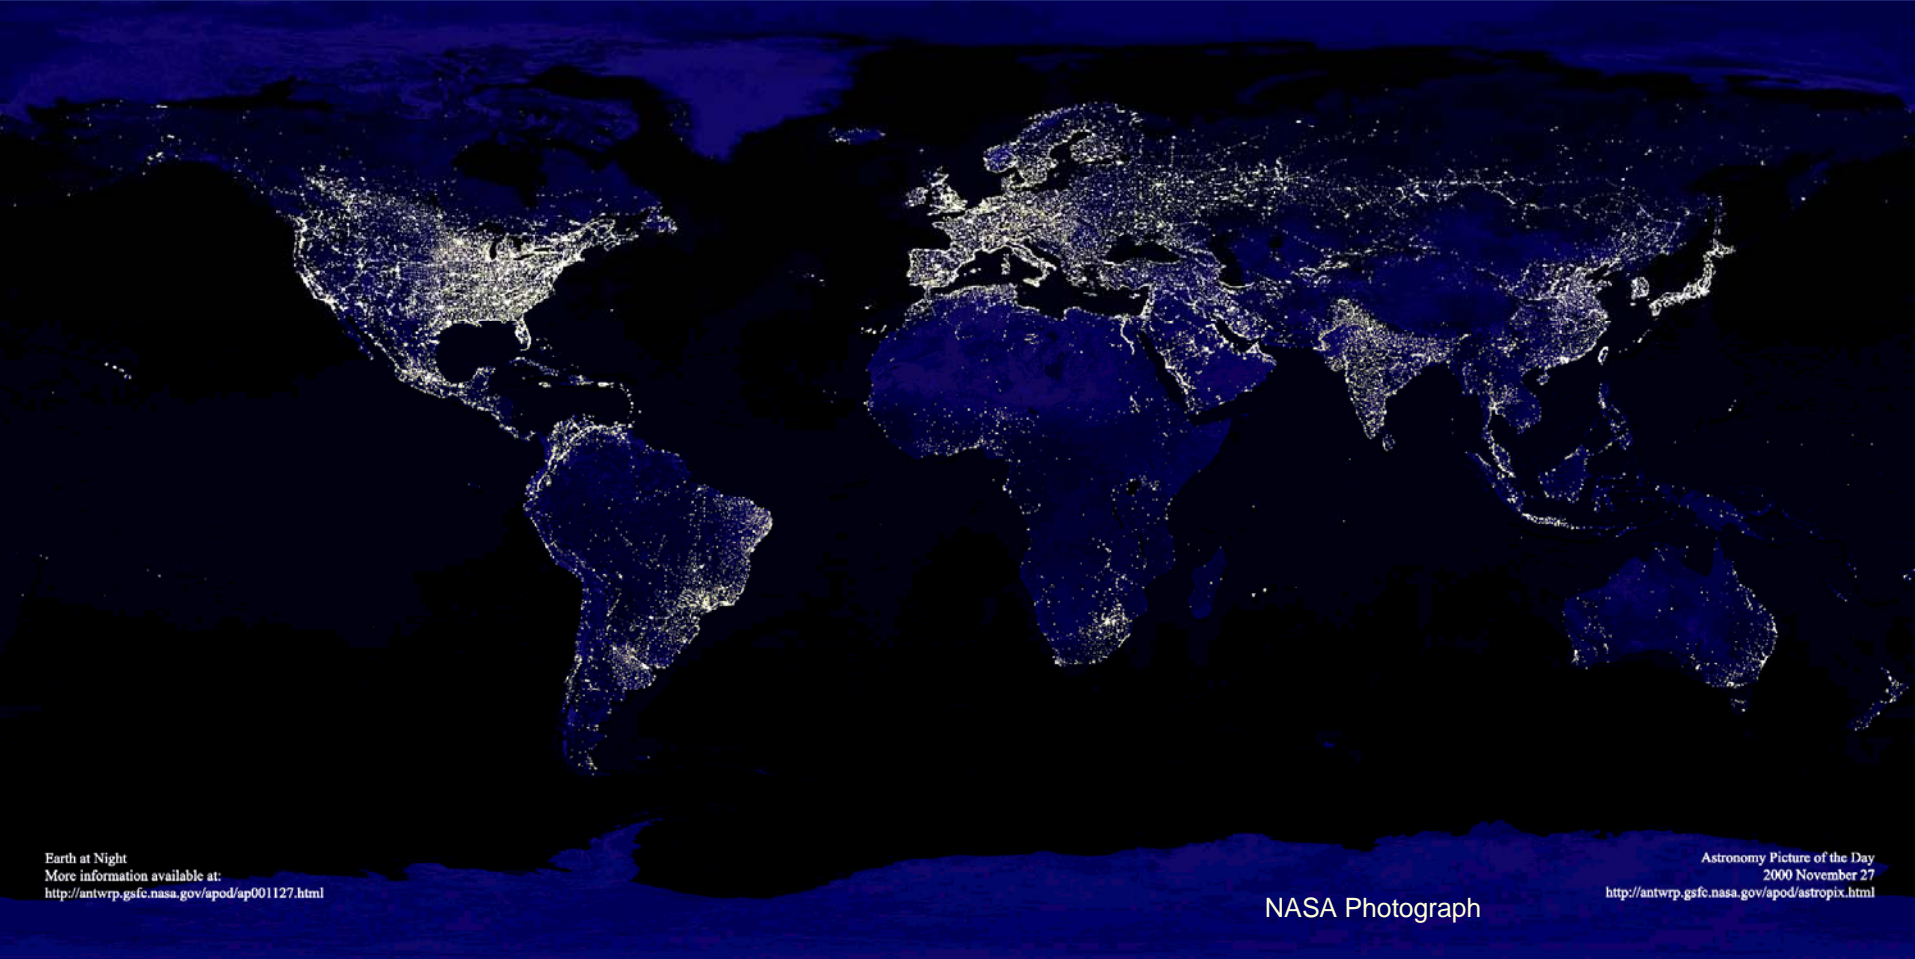 Earth at Night
More information available at:
http://antwrp.gsfc.nasa.gov/apod/ap001127.html
Astronomy Picture of the Day
2000 November 27
http://antwrp.gsfc.nasa.gov/apod/astropix.html
NASA Photograph